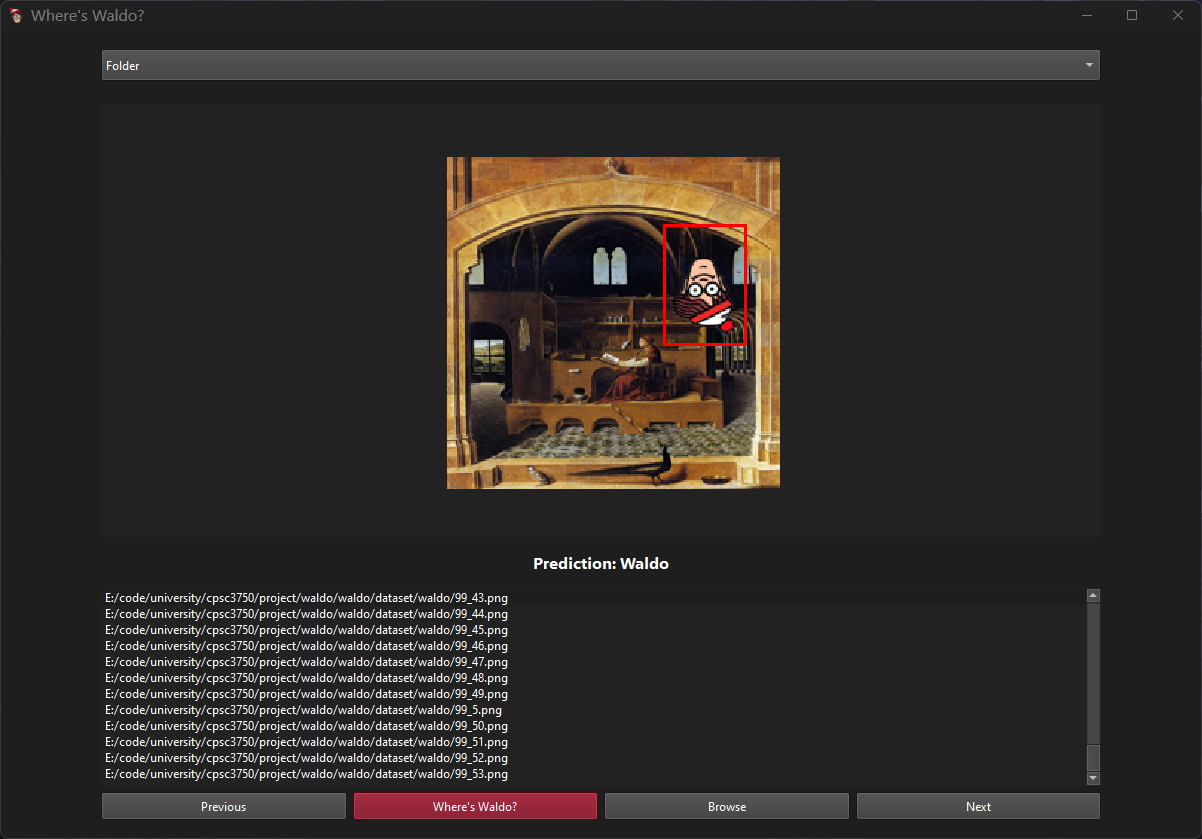 Where's Waldo?
Folder
Prediction: Waldo
E:/code/university/cpsc3750/project/waldo/waldo/dataset/waldo/99_43.png
E:/code/university/cpsc3750/project/waldo/waldo/dataset/waldo/99_44.png
E:/code/university/cpsc3750/project/waldo/waldo/dataset/waldo/99_45.png
E:/code/university/cpsc3750/project/waldo/waldo/dataset/waldo/99_46.png
E:/code/university/cpsc3750/project/waldo/waldo/dataset/waldo/99_47.png
E:/code/university/cpsc3750/project/waldo/waldo/dataset/waldo/99_48.png
E:/code/university/cpsc3750/project/waldo/waldo/dataset/waldo/99_49.png
E:/code/university/cpsc3750/project/waldo/waldo/dataset/waldo/99_5.png
E:/code/university/cpsc3750/project/waldo/waldo/dataset/waldo/99_50.png
E:/code/university/cpsc3750/project/waldo/waldo/dataset/waldo/99_51.png
E:/code/university/cpsc3750/project/waldo/waldo/dataset/waldo/99_52.png
E:/code/university/cpsc3750/project/waldo/waldo/dataset/waldo/99_53.png
Previous Where's Waldo? Browse Next